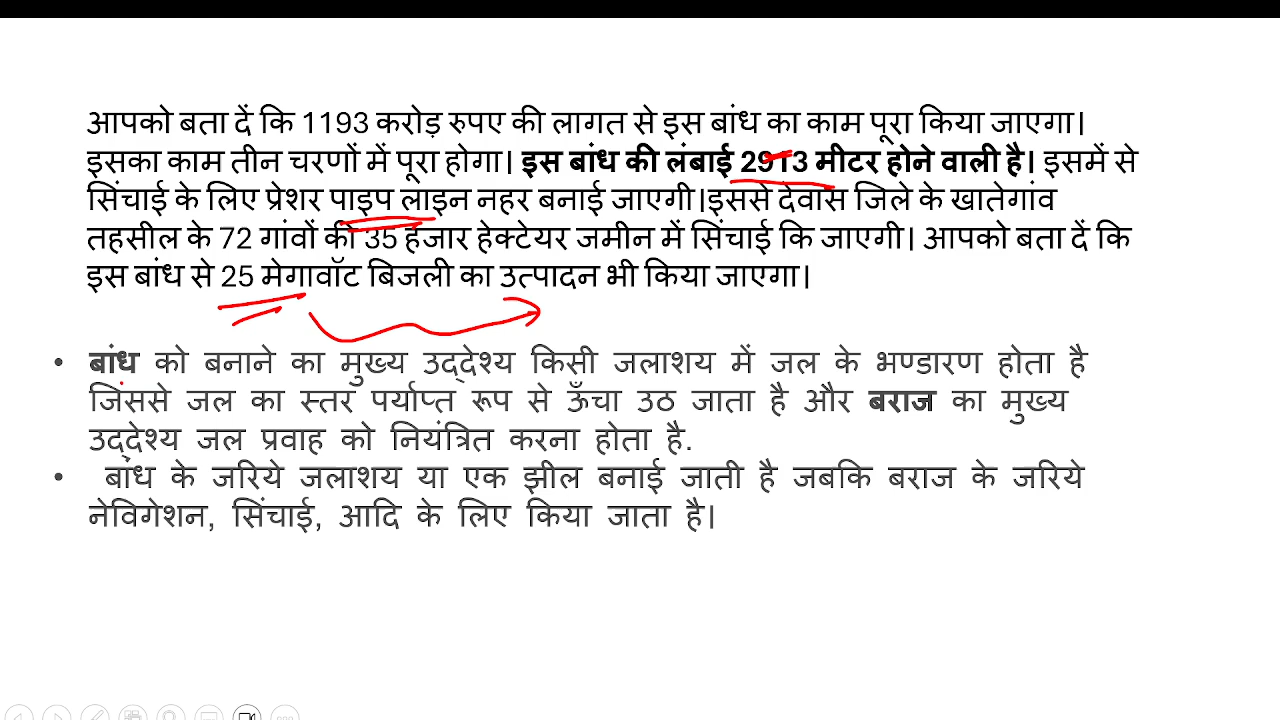 आपको बता दें कि 1193 करोड़ रुपए की लागत से इस बांध का काम पूरा किया जाएगा।
इसका काम तीन चरणों में पूरा होगा। इस बांध की लंबाई 2913 मीटर होने वाली है। इसमें से
सिंचाई के लिए प्रेशर पाइप लाइन नहर बनाई जाएगी।इससे देवास जिले के खातेगांव
तहसील के 72 गांवों की 35 हजार हेक्टेयर जमीन में सिंचाई कि जाएगी। आपको बता दें कि
इस बांध से 25 मेगावॉट बिजली का उत्पादन भी किया जाएगा।
• बांध को बनाने का मुख्य उद्देश्य किसी जलाशय में जल के भण्डारण होता है
जिससे जल का स्तर पर्याप्त रूप से ऊँचा उठ जाता है और बराज का मुख्य
उद्देश्य जल प्रवाह को नियंत्रित करना होता है.
• बांध के जरिये जलाशय या एक झील बनाई जाती है जबकि बराज के जरिये
नेविगेशन, सिंचाई, आदि के लिए किया जाता है।